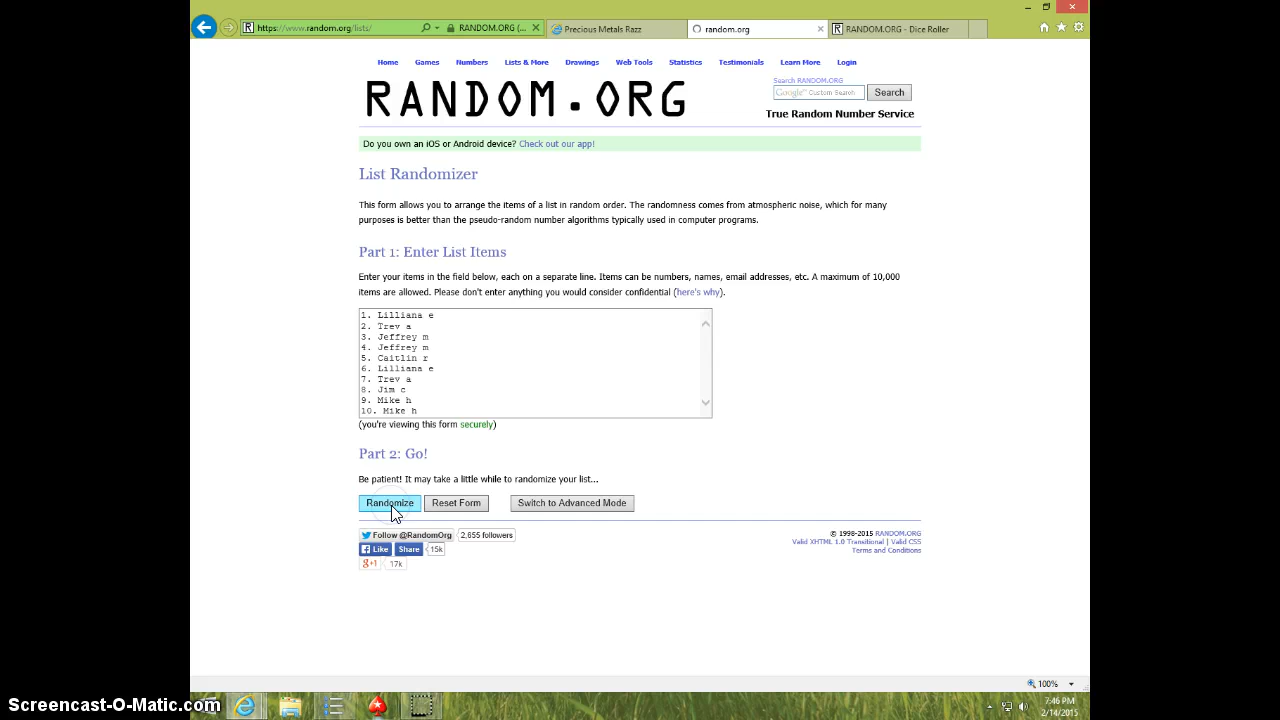 https://www.random.org/lists/
RANDOM.ORG (...
Precious Metals Razz
random.org
RANDOM.ORG - Dice Roller
Home Games Numbers Lists & More Drawings Web Tools Statistics Testimonials Learn More Login
RANDOM.ORG
Search RANDOM.ORG
Google™ Custom Search Search
True Random Number Service
Do you own an iOS or Android device? Check out our app!
List Randomizer
This form allows you to arrange the items of a list in random order. The randomness comes from atmospheric noise, which for many
purposes is better than the pseudo-random number algorithms typically used in computer programs.
Part 1: Enter List Items
Enter your items in the field below, each on a separate line. Items can be numbers, names, email addresses, etc. A maximum of 10,000
items are allowed. Please don't enter anything you would consider confidential (here's why).
1. Lilliana e
2. Trev a
3. Jeffrey m
4. Jeffrey m
5. Caitlin r
6. Lilliana e
7. Trev a
8. Jim c
9. Mike h
10. Mike h
(you're viewing this form securely)
Part 2: Go!
Be patient! It may take a little while to randomize your list...
Randomize Reset Form Switch to Advanced Mode
Follow @RandomOrg 2,655 followers
Like Share 15k
g+1 17k
© 1998-2015 RANDOM.ORG
Valid XHTML 1.0 Transitional | Valid CSS
Terms and Conditions
100%
7:46 PM
2/14/2015
Screencast-O-Matic.com